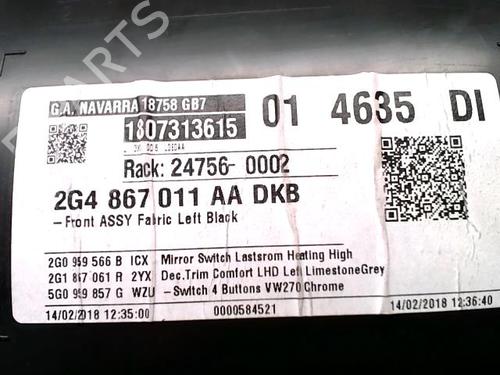 G.A. NAVARRA 18758 GB7
1807313615
01 4635 DI
Rack: 24756- 0002
2G4 867 011 AA DKB
-Front ASSY Fabric Left Black
2G0 959 566 B ICX Mirror Switch Lastsrom Heating High
2G1 867 061 R 2YX Dec.Trim Comfort LHD Left LimestoneGrey
5G0 959 857 G WZU -Switch 4 Buttons VW270 Chrome
14/02/2018 12:35:00 0000584521 14/02/2018 12:36:40